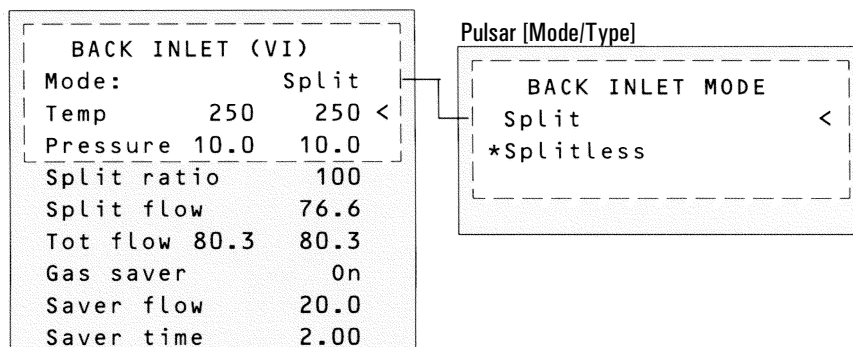 BACK INLET (VI)
Mode: Split
Temp 250 250 <
Pressure 10.0 10.0
Split ratio 100
Split flow 76.6
Tot flow 80.3 80.3
Gas saver On
Saver flow 20.0
Saver time 2.00
Pulsar [Mode/Type]
BACK INLET MODE
Split <
*Splitless